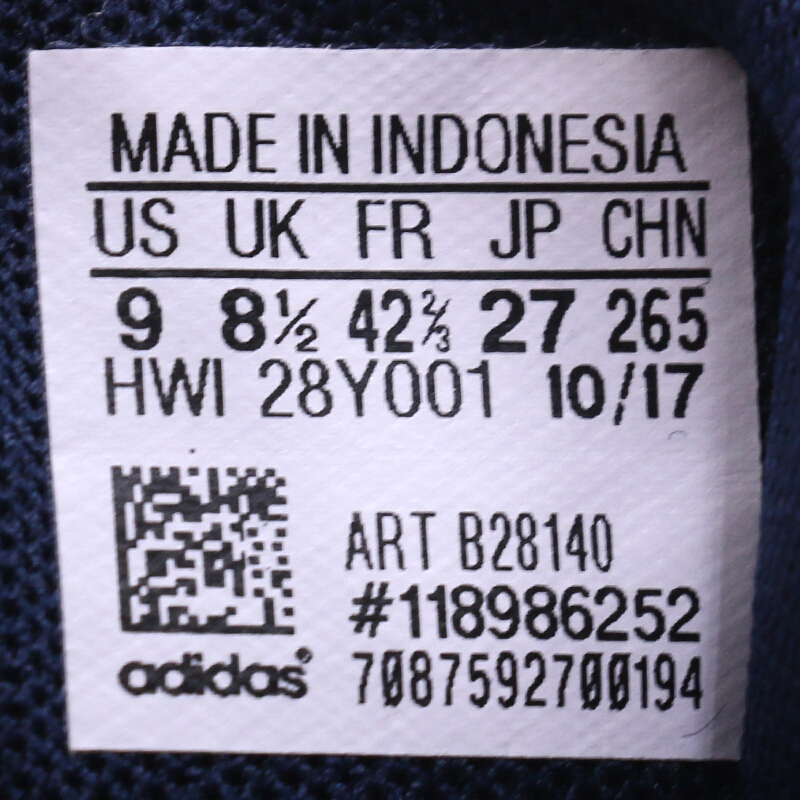 MADE IN INDONESIA
US UK FR JP CHN
9 8½ 42⅔ 27 265
HWI 28Y001 10/17
ART B28140
#118986252
adidas® 7087592700194